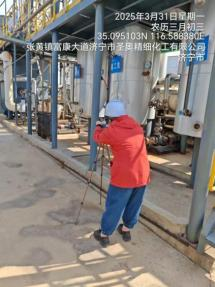 2025年3月31日 星期一
农历三月初三
35.095103N 116.588380E
张黄镇富康大道济宁市圣奥精细化工有限公司
济宁市